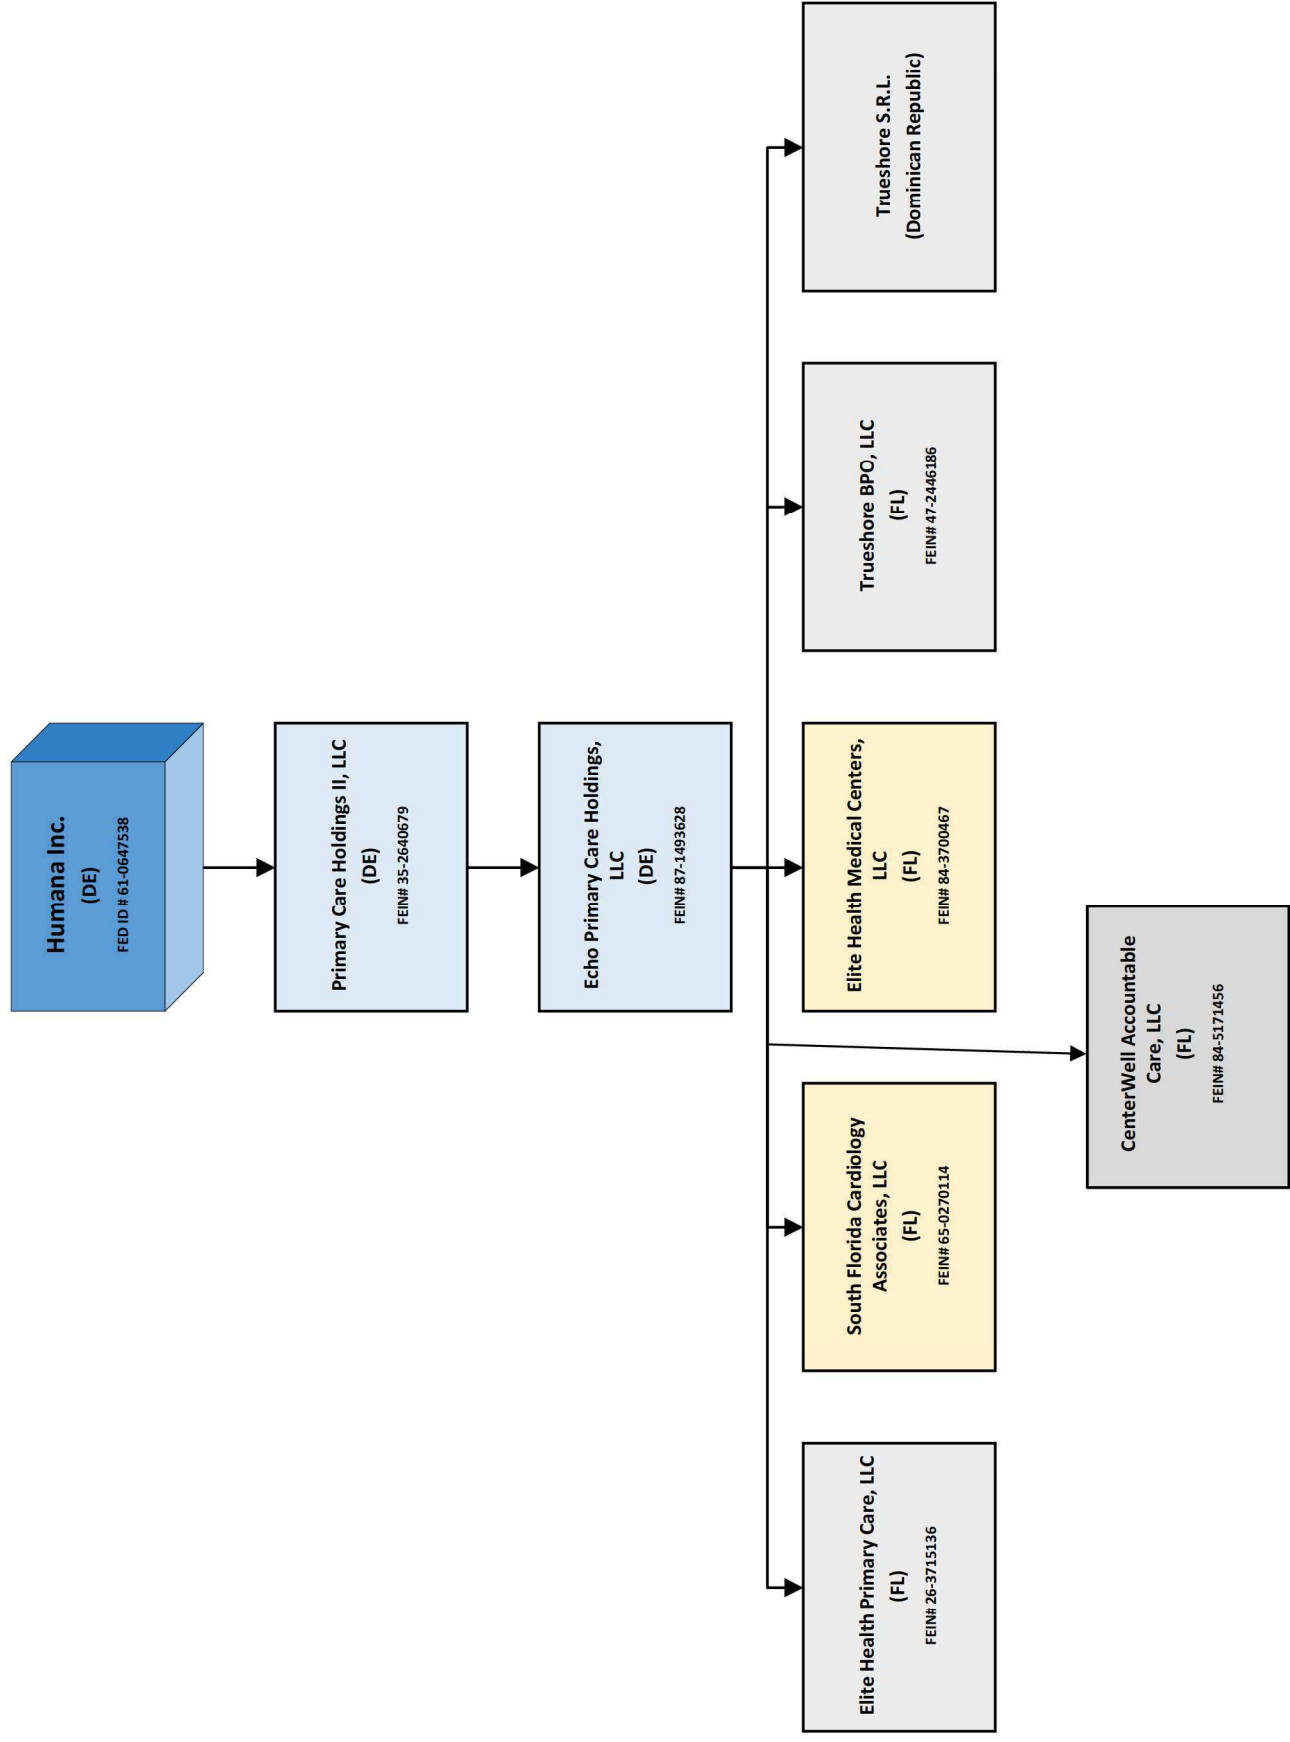 Humana Inc.
(DE)
FED ID # 61-0647538
Primary Care Holdings II, LLC
(DE)
FEIN# 35-2640679
Echo Primary Care Holdings,
LLC
(DE)
FEIN# 87-1493628
Elite Health Primary Care, LLC
(FL)
FEIN# 26-3715136
South Florida Cardiology
Associates, LLC
(FL)
FEIN# 65-0270114
Elite Health Medical Centers,
LLC
(FL)
FEIN# 84-3700467
Trueshore BPO, LLC
(FL)
FEIN# 47-2446186
Trueshore S.R.L.
(Dominican Republic)
CenterWell Accountable
Care, LLC
(FL)
FEIN# 84-5171456